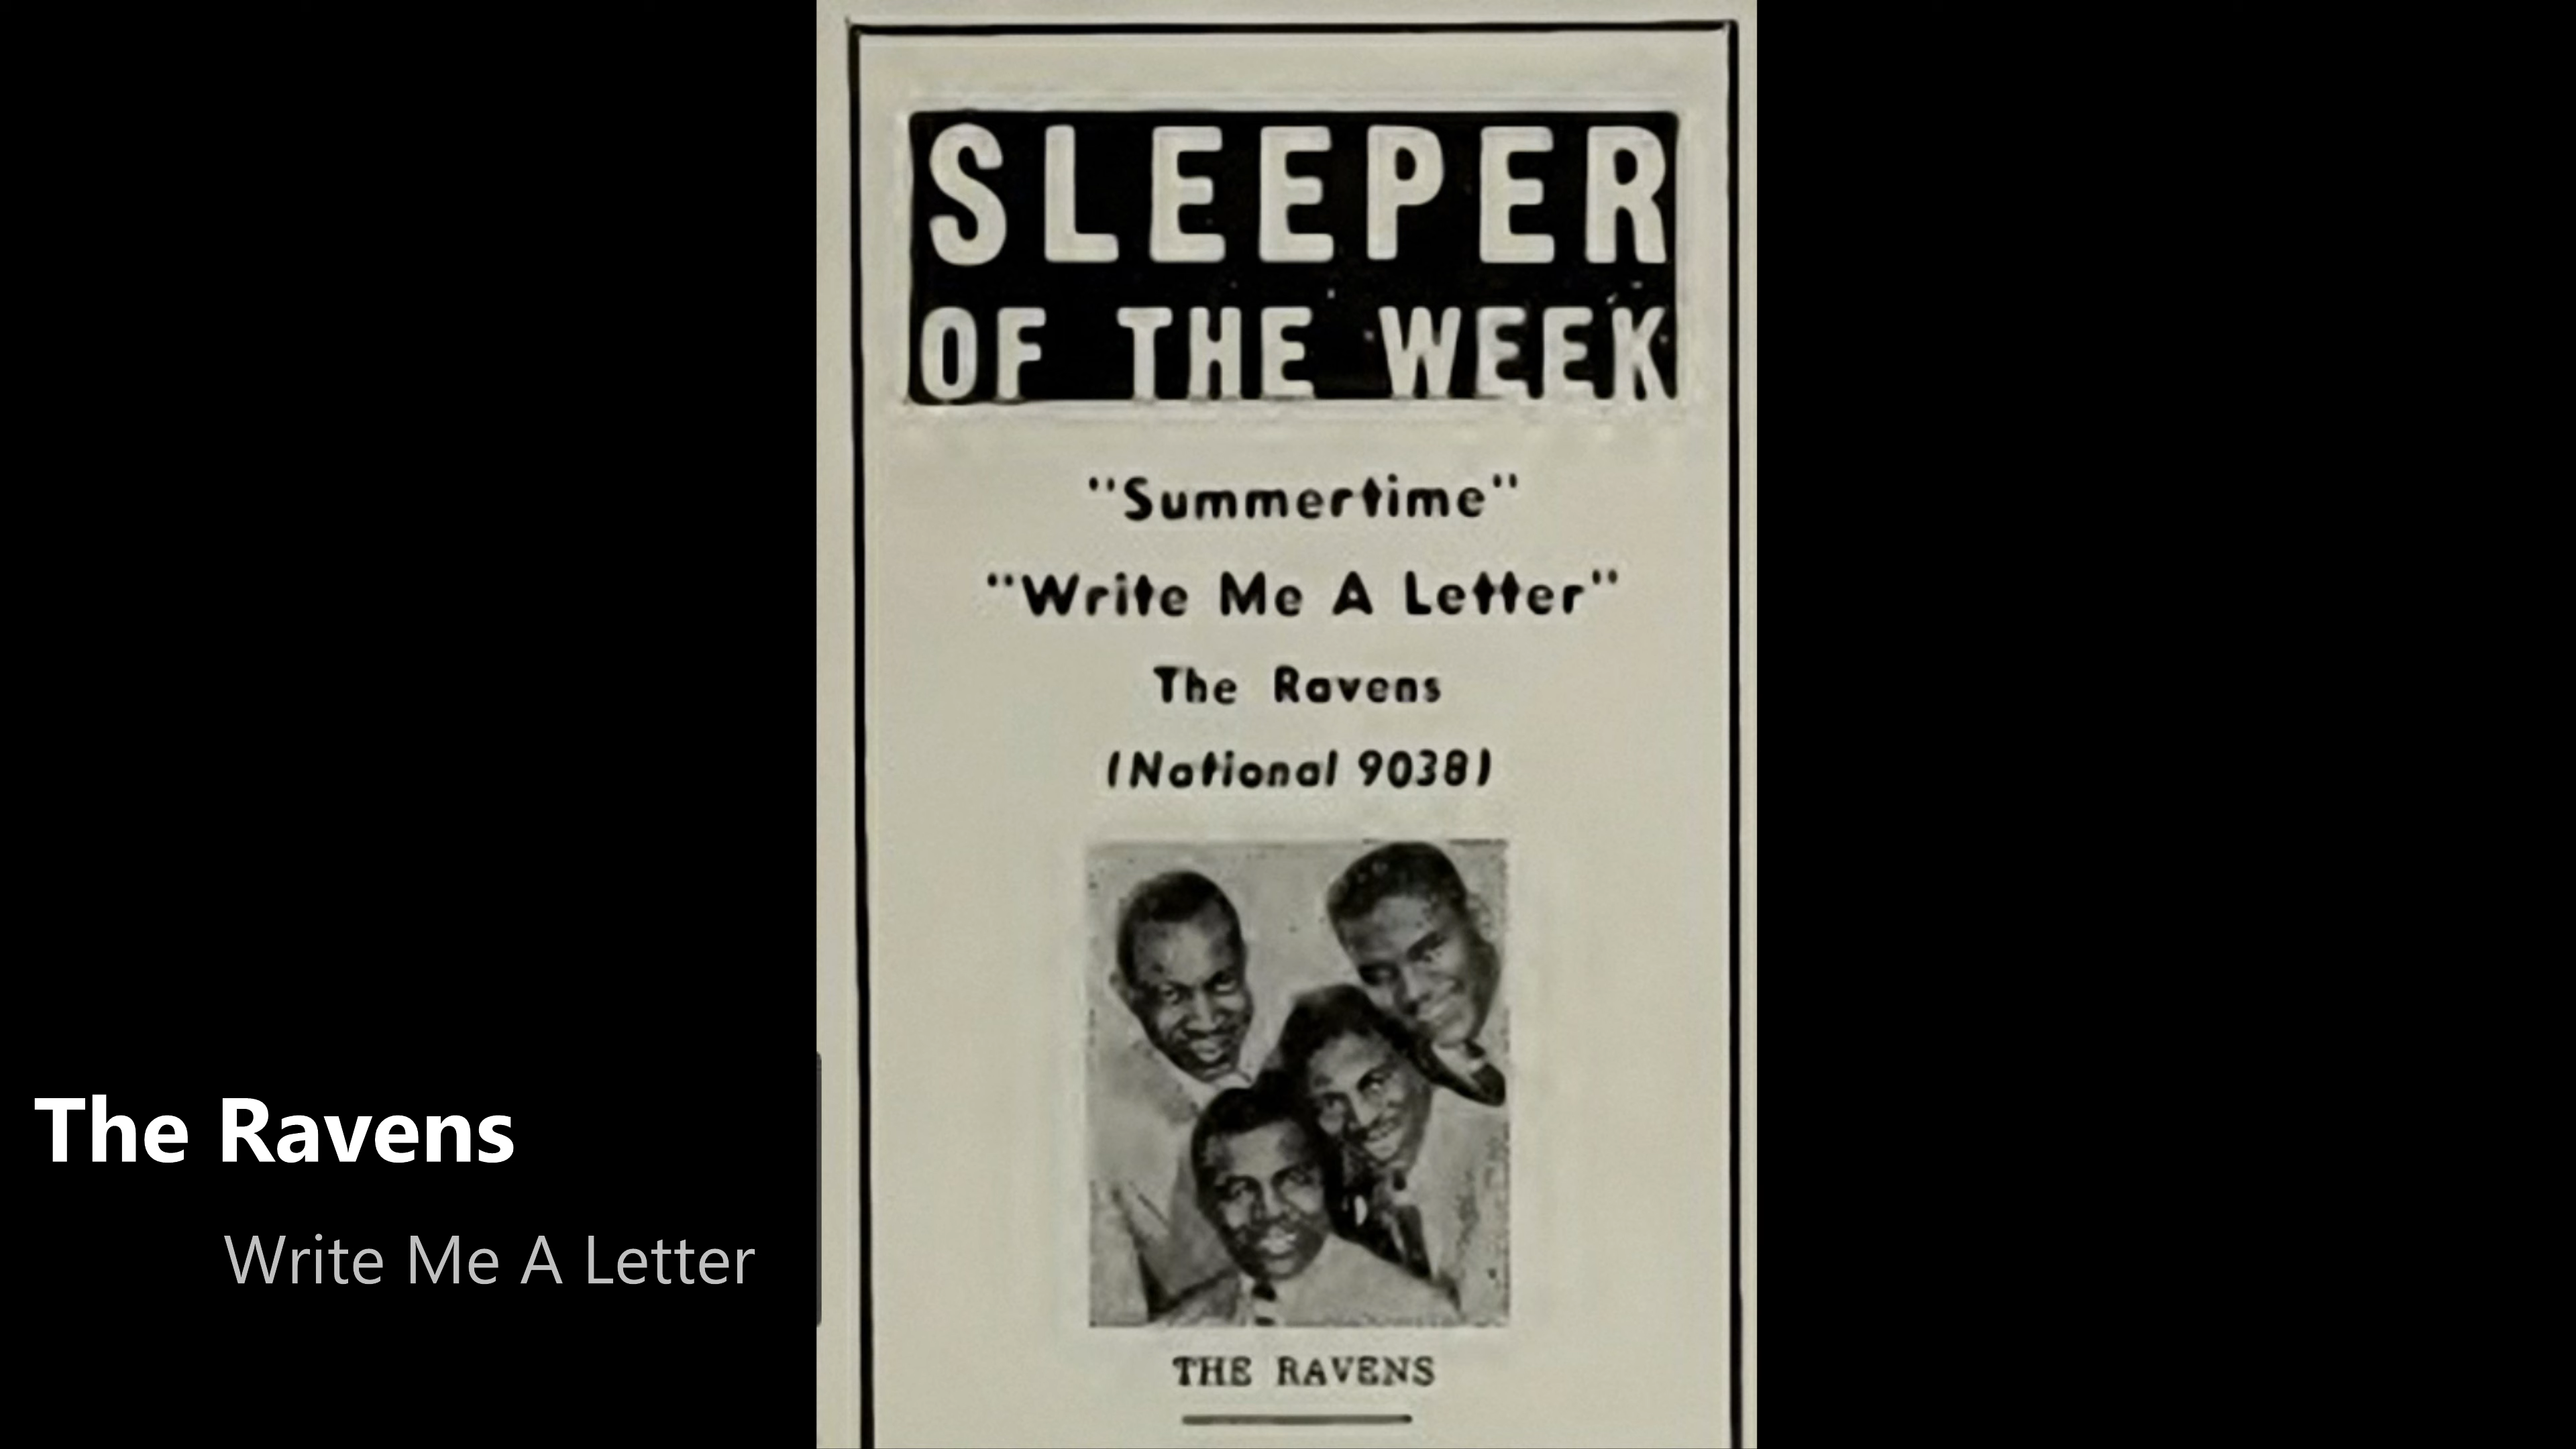 SLEEPER
OF THE WEEK
"Summertime"
"Write Me A Letter"
The Ravens
(National 9038)
THE RAVENS
The Ravens
Write Me A Letter